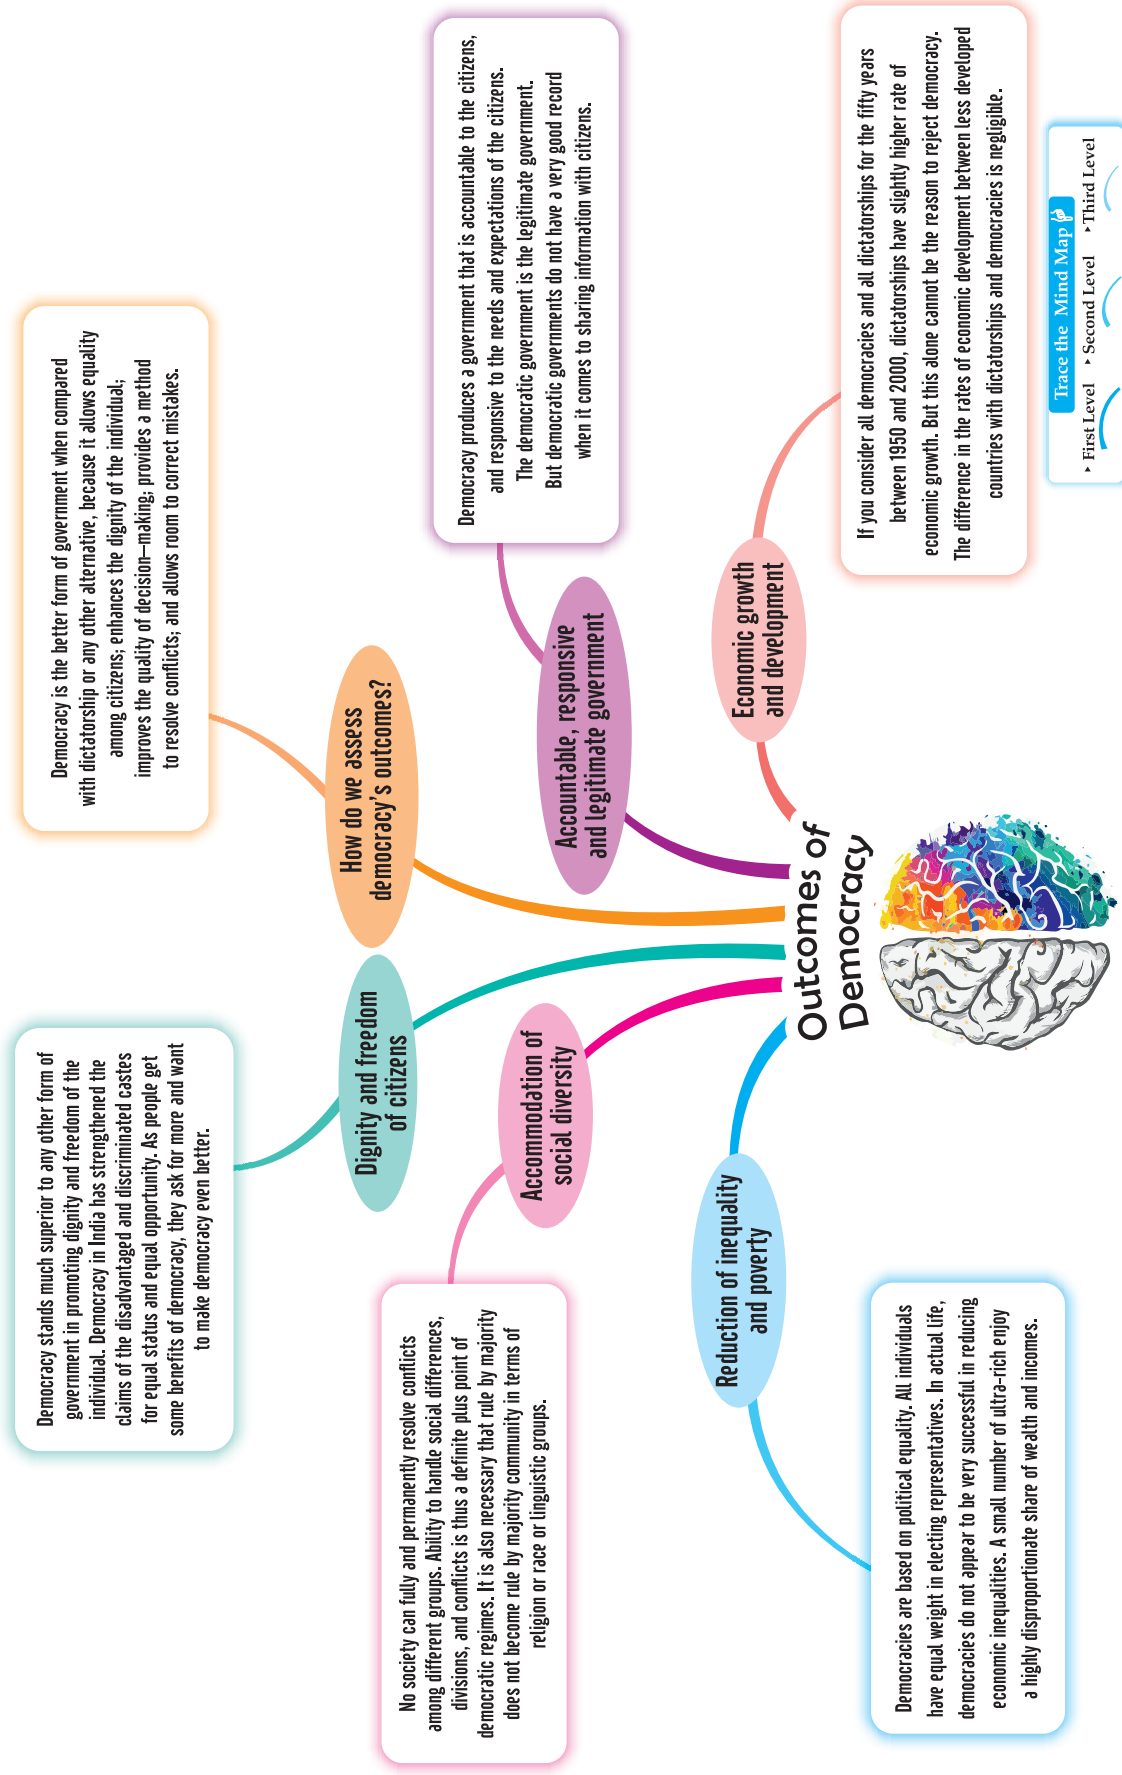 Outcomes of
Democracy
Reduction of inequality
and poverty
Democracies are based on political equality. All individuals
have equal weight in electing representatives. In actual life,
democracies do not appear to be very successful in reducing
economic inequalities. A small number of ultra-rich enjoy
a highly disproportionate share of wealth and incomes.
Accommodation of
social diversity
No society can fully and permanently resolve conflicts
among different groups. Ability to handle social differences,
divisions, and conflicts is thus a definite plus point of
democratic regimes. It is also necessary that rule by majority
does not become rule by majority community in terms of
religion or race or linguistic groups.
Dignity and freedom
of citizens
Democracy stands much superior to any other form of
government in promoting dignity and freedom of the
individual. Democracy in India has strengthened the
claims of the disadvantaged and discriminated castes
for equal status and equal opportunity. As people get
some benefits of democracy, they ask for more and want
to make democracy even better.
How do we assess
democracy's outcomes?
Democracy is the better form of government when compared
with dictatorship or any other alternative, because it allows equality
among citizens; enhances the dignity of the individual;
improves the quality of decision—making; provides a method
to resolve conflicts; and allows room to correct mistakes.
Accountable, responsive
and legitimate government
Democracy produces a government that is accountable to the citizens,
and responsive to the needs and expectations of the citizens.
The democratic government is the legitimate government.
But democratic governments do not have a very good record
when it comes to sharing information with citizens.
Economic growth
and development
If you consider all democracies and all dictatorships for the fifty years
between 1950 and 2000, dictatorships have slightly higher rate of
economic growth. But this alone cannot be the reason to reject democracy.
The difference in the rates of economic development between less developed
countries with dictatorships and democracies is negligible.
Trace the Mind Map
▸ First Level ▸ Second Level ▸ Third Level